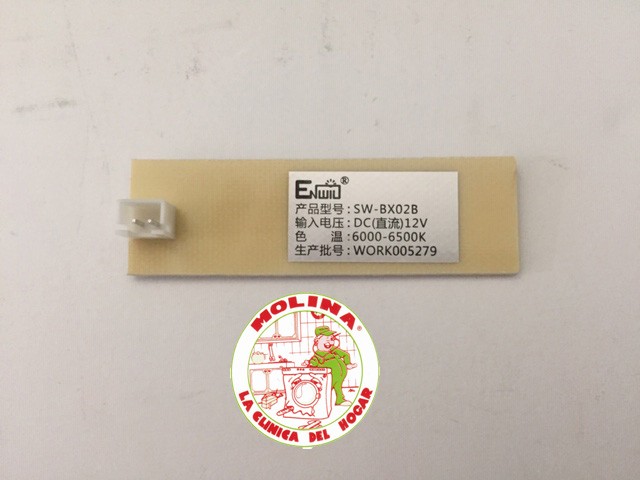 ENWID®
产品型号:SW-BX02B
输入电压:DC(直流)12V
色 温:6000-6500K
生产批号:WORK005279
MOLINA
LA CLINICA DEL HOGAR